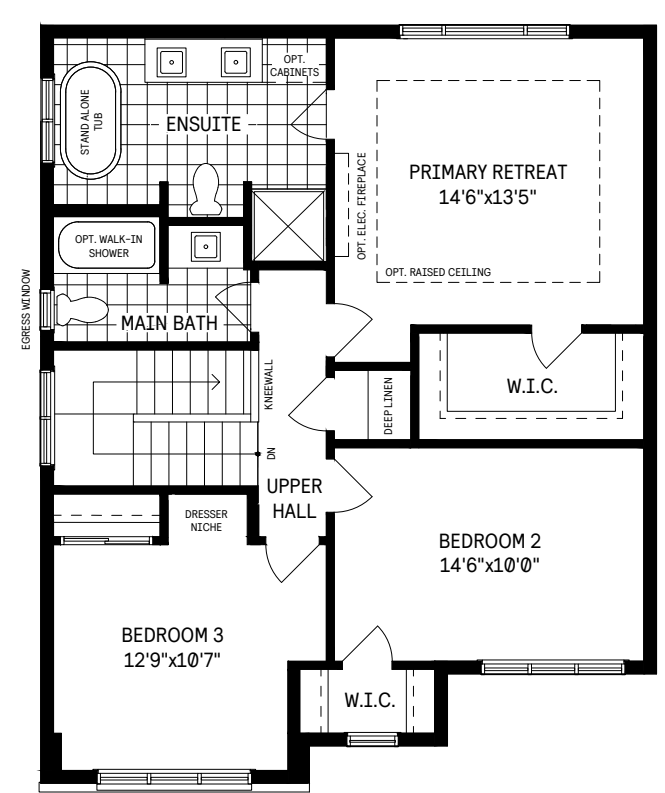 OPT.
CABINETS
STAND ALONE
TUB
ENSUITE
OPT. ELEC. FIREPLACE
PRIMARY RETREAT
14'6"x13'5"
OPT. RAISED CEILING
OPT. WALK-IN
SHOWER
EGRESS WINDOW
MAIN BATH
KNEEWALL
DEEP LINEN
W.I.C.
DN
UPPER
HALL
DRESSER
NICHE
BEDROOM 2
14'6"x10'0"
BEDROOM 3
12'9"x10'7"
W.I.C.